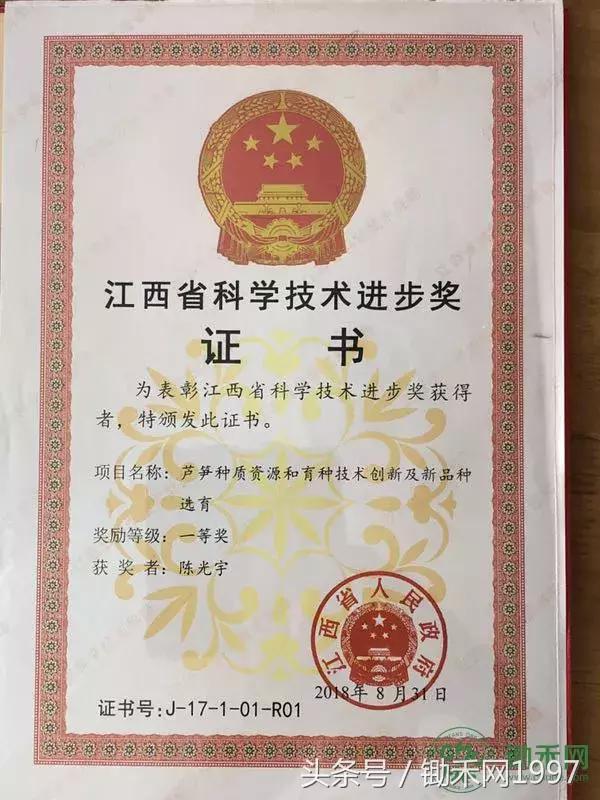 江西省科学技术进步奖
证 书
为表彰江西省科学技术进步奖获得
者，特颁发此证书。
项目名称：芦笋种质资源和育种技术创新及新品种
选育
奖励等级：一等奖
获 奖 者：陈光宇
江西省人民政府
2018年 8 月 31 日
证书号：J-17-1-01-R01
锄禾网
头条号／锄禾网1997